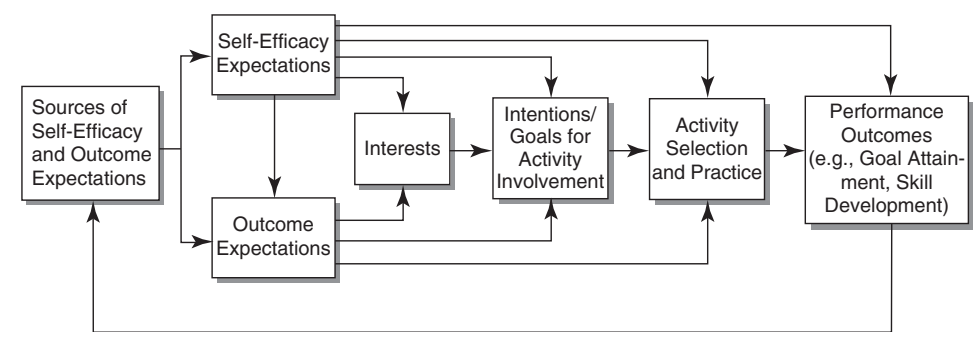 Self-Efficacy
Expectations
Sources of
Self-Efficacy
and Outcome
Expectations
Interests
Intentions/
Goals for
Activity
Involvement
Activity
Selection
and Practice
Performance
Outcomes
(e.g., Goal Attain-
ment, Skill
Development)
Outcome
Expectations